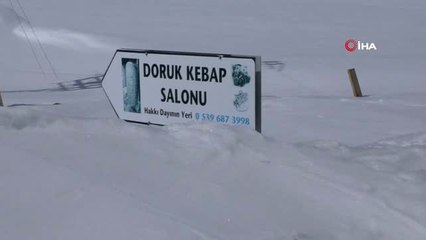 İHA
DORUK KEBAP
SALONU
Hakkı Dayının Yeri 0 539 687 3998